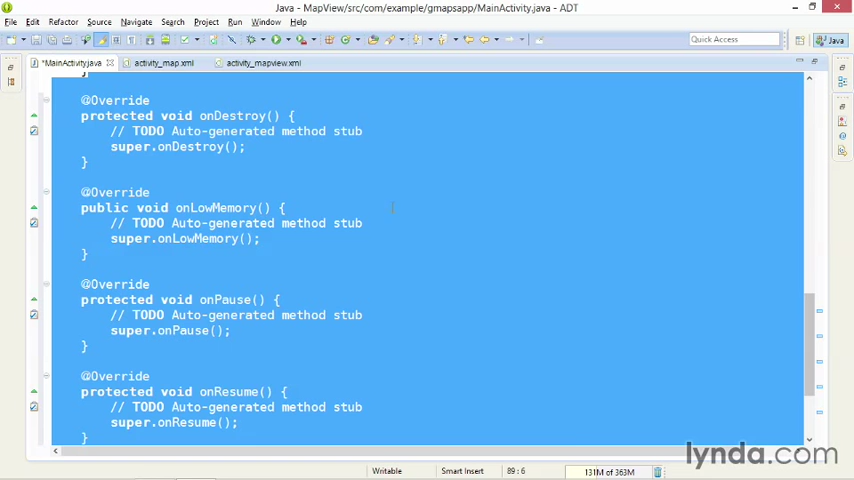 Java - MapView/src/com/example/gmapsapp/MainActivity.java - ADT
File Edit Refactor Source Navigate Search Project Run Window Help
Quick Access
Java
*MainActivity.java
activity_map.xml
activity_mapview.xml
}
@Override
protected void onDestroy() {
// TODO Auto-generated method stub
super.onDestroy();
}
@Override
public void onLowMemory() {
// TODO Auto-generated method stub
super.onLowMemory();
}
@Override
protected void onPause() {
// TODO Auto-generated method stub
super.onPause();
}
@Override
protected void onResume() {
// TODO Auto-generated method stub
super.onResume();
}
Writable
Smart Insert
89 : 6
131M of 363M
lynda.com